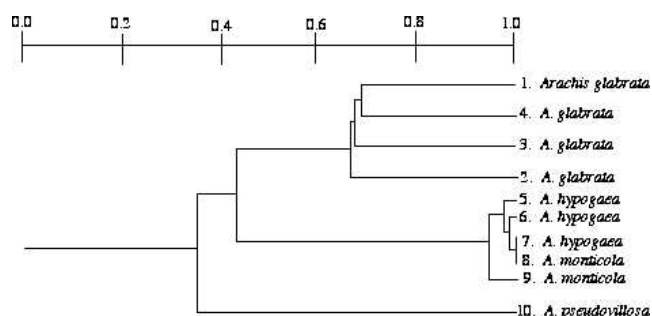 0.0 0.2 0.4 0.6 0.8 1.0
1. Arachis glabrata
4. A. glabrata
3. A. glabrata
2. A. glabrata
5. A. hypogaea
6. A. hypogaea
7. A. hypogaea
8. A. monticola
9. A. monticola
10. A. pseudovillosa